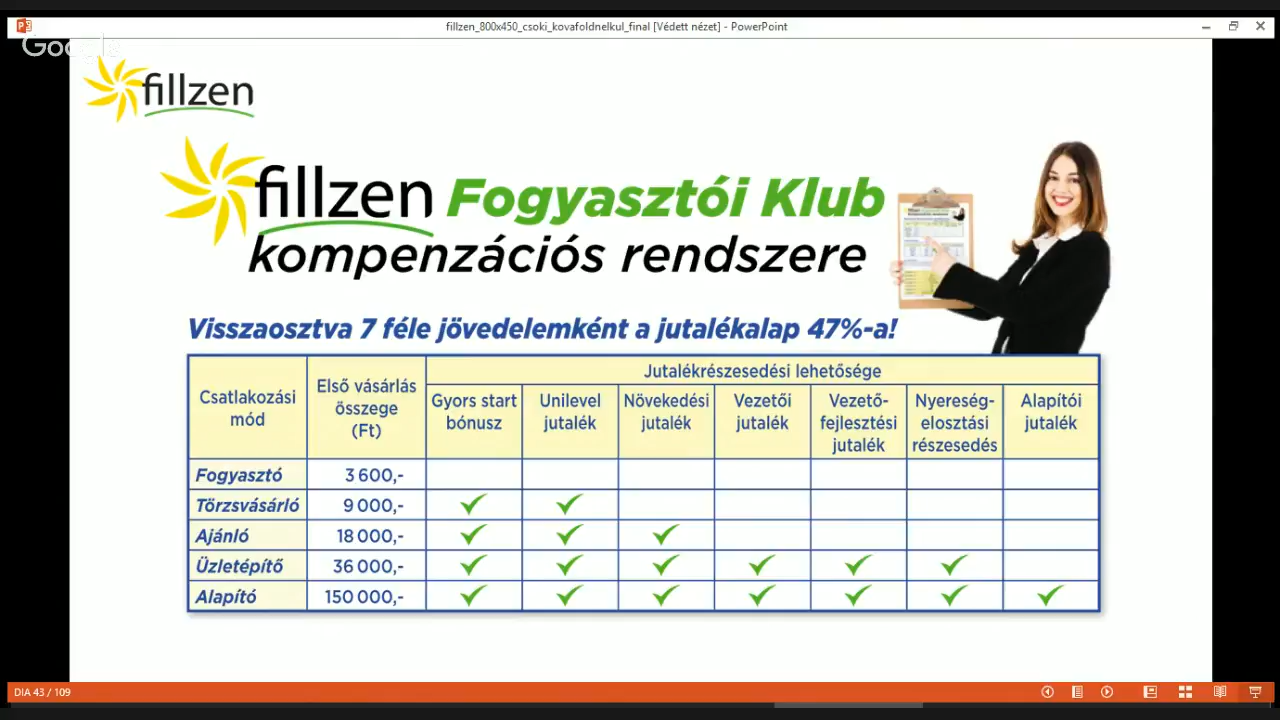 fillzen_800x450_csoki_kovafoldnelkul_final [Védett nézet] - PowerPoint
Google
fillzen
fillzen Fogyasztói Klub
kompenzációs rendszere
Visszaosztva 7 féle jövedelemként a jutalékalap 47%-a!
Csatlakozási mód
Első vásárlás összege (Ft)
Jutalékrészesedési lehetősége
Gyors start bónusz
Unilevel jutalék
Növekedési jutalék
Vezetői jutalék
Vezető-fejlesztési jutalék
Nyereség-elosztási részesedés
Alapítói jutalék
Fogyasztó 3 600,-
Törzsvásárló 9 000,- ✓ ✓
Ajánló 18 000,- ✓ ✓ ✓
Üzletépítő 36 000,- ✓ ✓ ✓ ✓ ✓ ✓
Alapító 150 000,- ✓ ✓ ✓ ✓ ✓ ✓ ✓
DIA 43 / 109